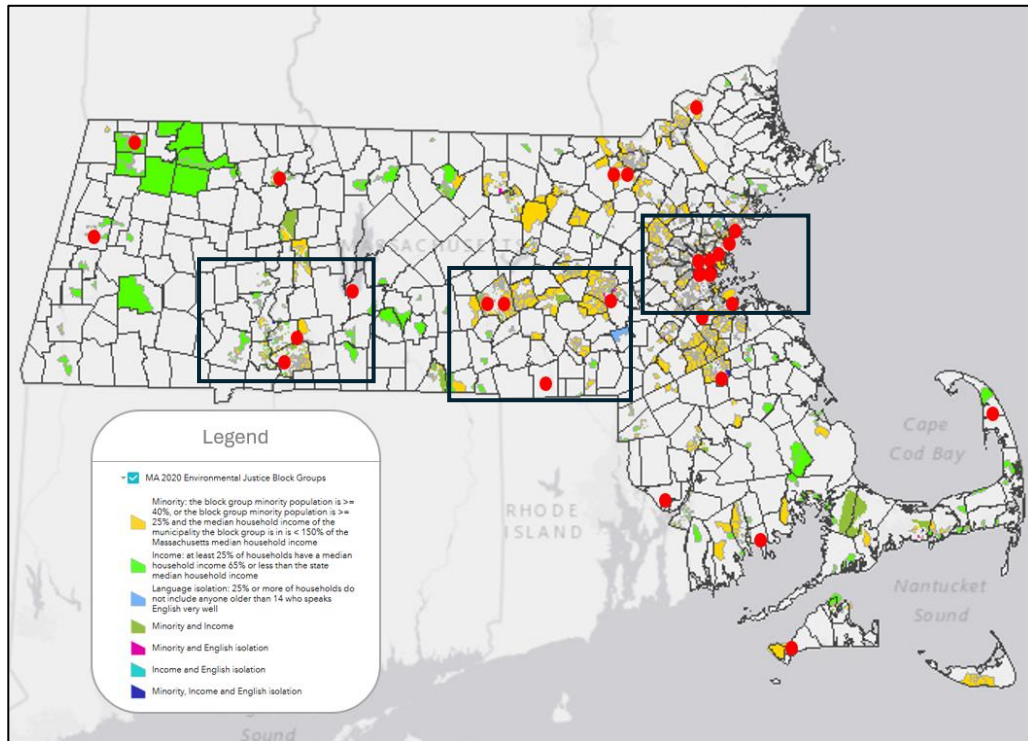 MASSACHUSETTS
Cape
Cod Bay
RHODE
ISLAND
Nantucket
Sound
Sound
Legend
MA 2020 Environmental Justice Block Groups
Minority: the block group minority population is >=
40%, or the block group minority population is >=
25% and the median household income of the
municipality the block group is in is < 150% of the
Massachusetts median household income
Income: at least 25% of households have a median
household income 65% or less than the state
median household income
Language isolation: 25% or more of households do
not include anyone older than 14 who speaks
English very well
Minority and Income
Minority and English isolation
Income and English isolation
Minority, Income and English isolation